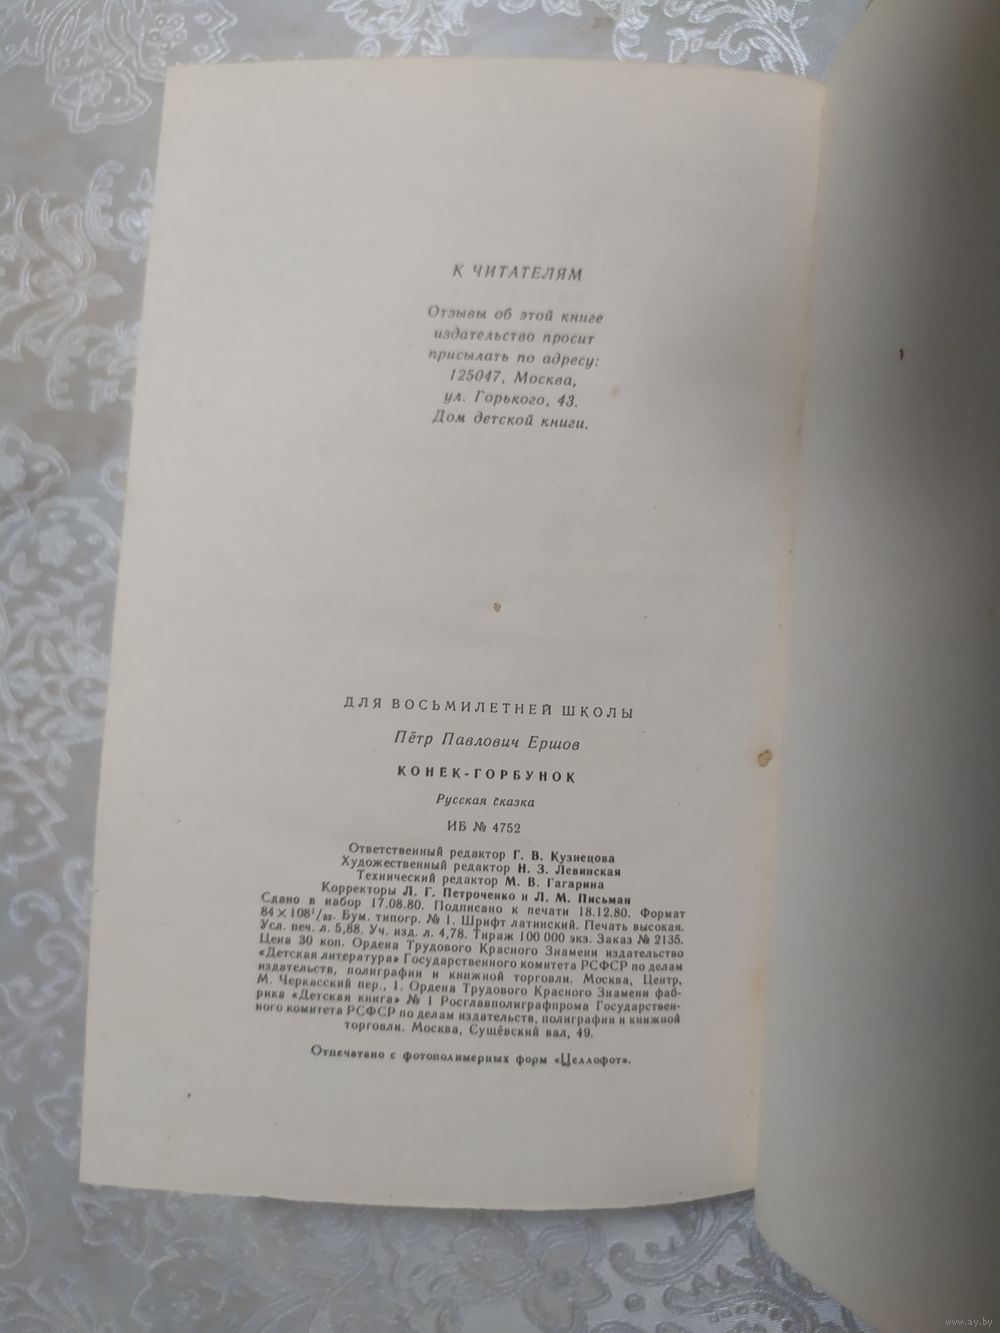 К ЧИТАТЕЛЯМ
Отзывы об этой книге
издательство просит
присылать по адресу:
125047, Москва,
ул. Горького, 43.
Дом детской книги.
ДЛЯ ВОСЬМИЛЕТНЕЙ ШКОЛЫ
Пётр Павлович Ершов
КОНЕК-ГОРБУНОК
Русская сказка
ИБ № 4752
Ответственный редактор Г. В. Кузнецова
Художественный редактор Н. З. Левинская
Технический редактор М. В. Гагарина
Корректоры Л. Г. Петроченко и Л. М. Письман
Сдано в набор 17.08.80. Подписано к печати 18.12.80. Формат
84×108¹/₃₂. Бум. типогр. № 1. Шрифт латинский. Печать высокая.
Усл. печ. л. 5,88. Уч. изд. л. 4,78. Тираж 100 000 экз. Заказ № 2135.
Цена 30 коп. Ордена Трудового Красного Знамени издательство
«Детская литература» Государственного комитета РСФСР по делам
издательств, полиграфии и книжной торговли. Москва, Центр,
М. Черкасский пер., 1. Ордена Трудового Красного Знамени фаб-
рика «Детская книга» № 1 Росглавполиграфпрома Государствен-
ного комитета РСФСР по делам издательств, полиграфии и книжной
торговли. Москва, Сущёвский вал, 49.
Отпечатано с фотополимерных форм «Целлофот».
www.ay.by